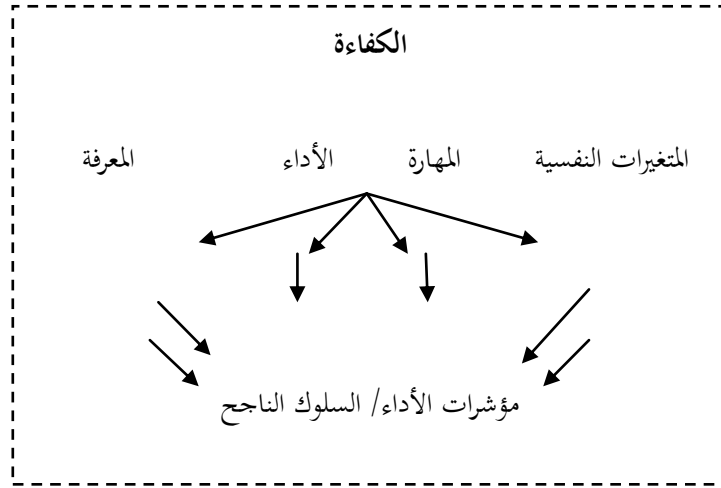 الكفاءة
المتغيرات النفسية المهارة الأداء المعرفة
مؤشرات الأداء/ السلوك الناجح